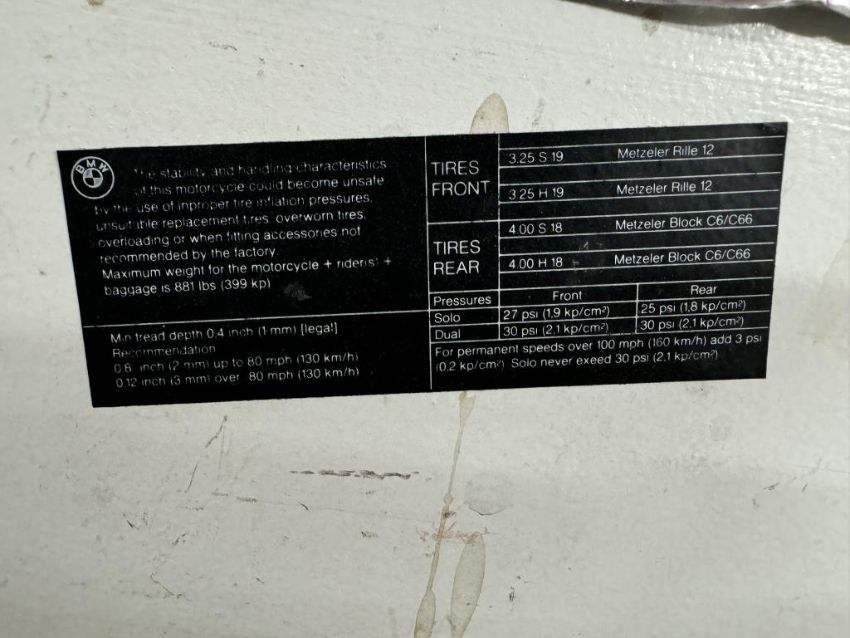 BMW
The stability and handling characteristics
of this motorcycle could become unsafe
by the use of inproper tire inflation pressures,
unsuitable replacement tires, overworn tires,
overloading or when fitting accessories not
recommended by the factory.
Maximum weight for the motorcycle + rider(s) +
baggage is 881 lbs (399 kp)
Min tread depth 0.4 inch (1 mm) [legal]
Recommendation
0.8 inch (2 mm) up to 80 mph (130 km/h)
0.12 inch (3 mm) over 80 mph (130 km/h)
TIRES FRONT
3.25 S 19 Metzeler Rille 12
3.25 H 19 Metzeler Rille 12
TIRES REAR
4.00 S 18 Metzeler Block C6/C66
4.00 H 18 Metzeler Block C6/C66
Pressures Front Rear
Solo 27 psi (1,9 kp/cm²) 25 psi (1,8 kp/cm²)
Dual 30 psi (2,1 kp/cm²) 30 psi (2.1 kp/cm²)
For permanent speeds over 100 mph (160 km/h) add 3 psi
(0.2 kp/cm²) Solo never exeed 30 psi (2,1 kp/cm²)